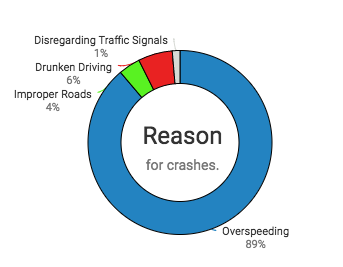 Disregarding Traffic Signals
1%
Drunken Driving
6%
Improper Roads
4%
Reason
for crashes.
Overspeeding
89%